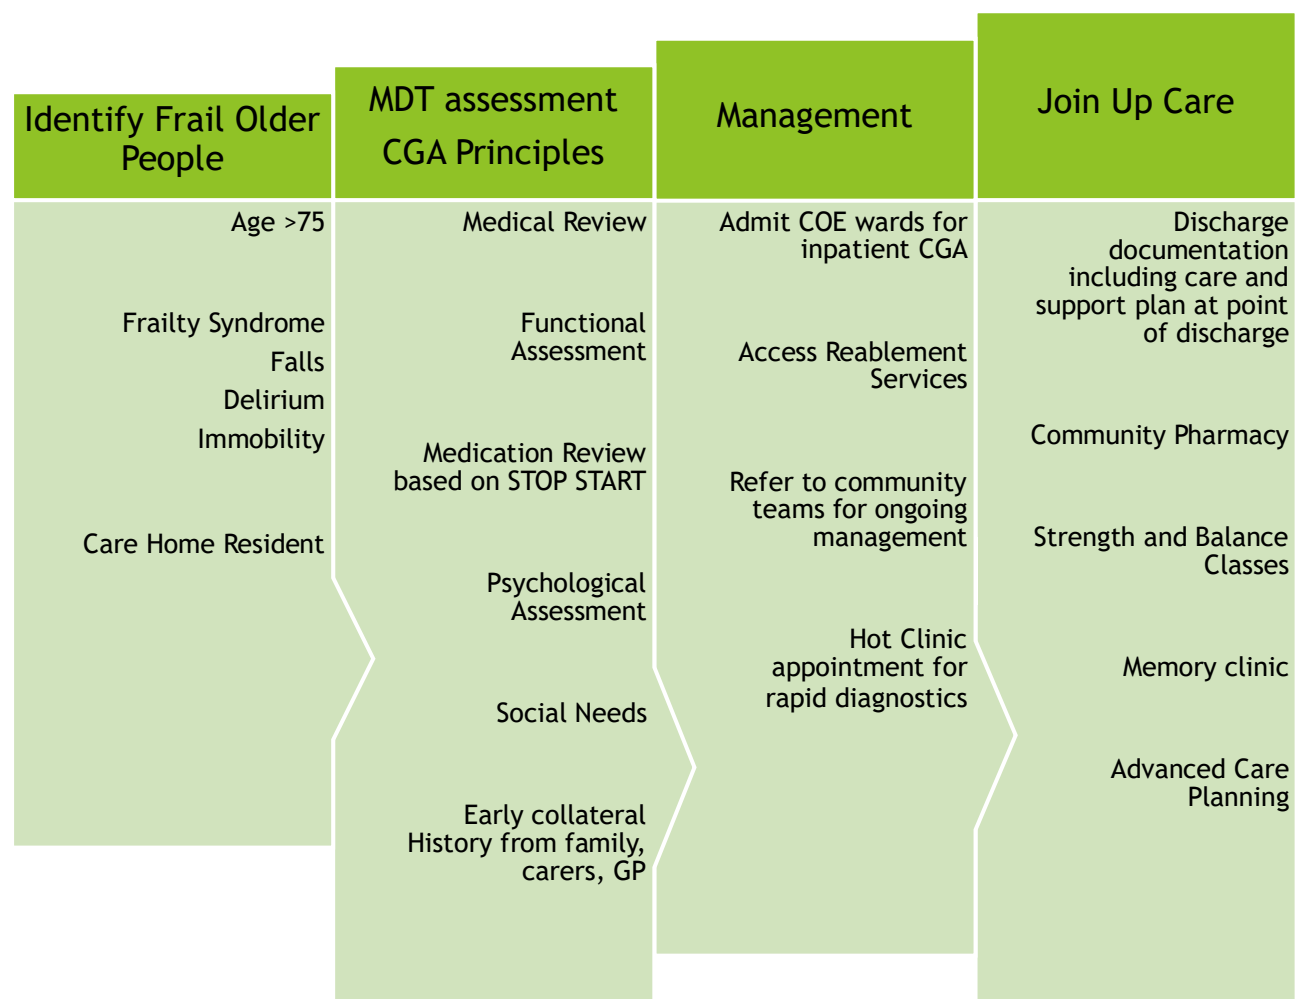 Identify Frail Older
People
Age >75
Frailty Syndrome
Falls
Delirium
Immobility
Care Home Resident
MDT assessment
CGA Principles
Medical Review
Functional
Assessment
Medication Review
based on STOP START
Psychological
Assessment
Social Needs
Early collateral
History from family,
carers, GP
Management
Admit COE wards for
inpatient CGA
Access Reablement
Services
Refer to community
teams for ongoing
management
Hot Clinic
appointment for
rapid diagnostics
Join Up Care
Discharge
documentation
including care and
support plan at point
of discharge
Community Pharmacy
Strength and Balance
Classes
Memory clinic
Advanced Care
Planning